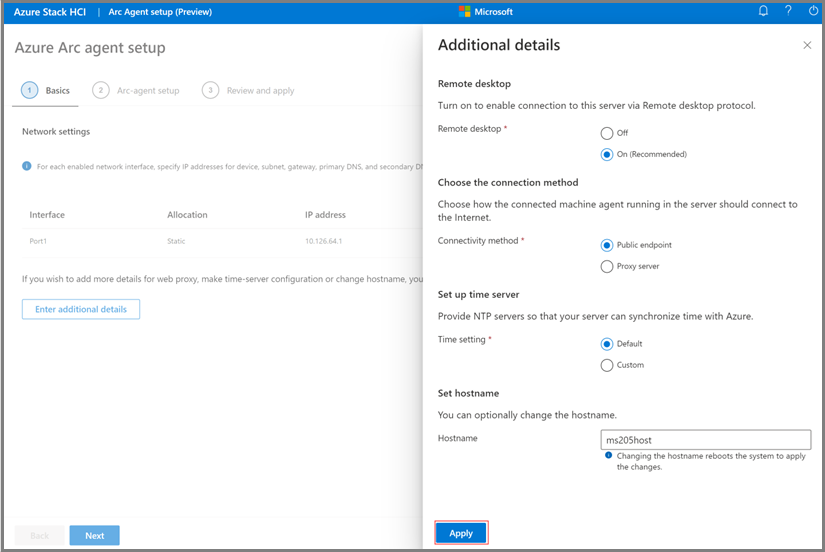 Azure Stack HCI | Arc Agent setup (Preview)
Microsoft
?
Azure Arc agent setup
1 Basics
2 Arc-agent setup
3 Review and apply
Network settings
For each enabled network interface, specify IP addresses for device, subnet, gateway, primary DNS, and secondary
Interface Allocation IP address
Port1 Static 10.126.64.1
If you wish to add more details for web proxy, make time-server configuration or change hostname,
Enter additional details
Back
Next
Additional details
Remote desktop
Turn on to enable connection to this server via Remote desktop protocol.
Remote desktop *
Off
On (Recommended)
Choose the connection method
Choose how the connected machine agent running in the server should connect to
the Internet.
Connectivity method *
Public endpoint
Proxy server
Set up time server
Provide NTP servers so that your server can synchronize time with Azure.
Time setting *
Default
Custom
Set hostname
You can optionally change the hostname.
Hostname
ms205host
Changing the hostname reboots the system to apply
the changes.
Apply